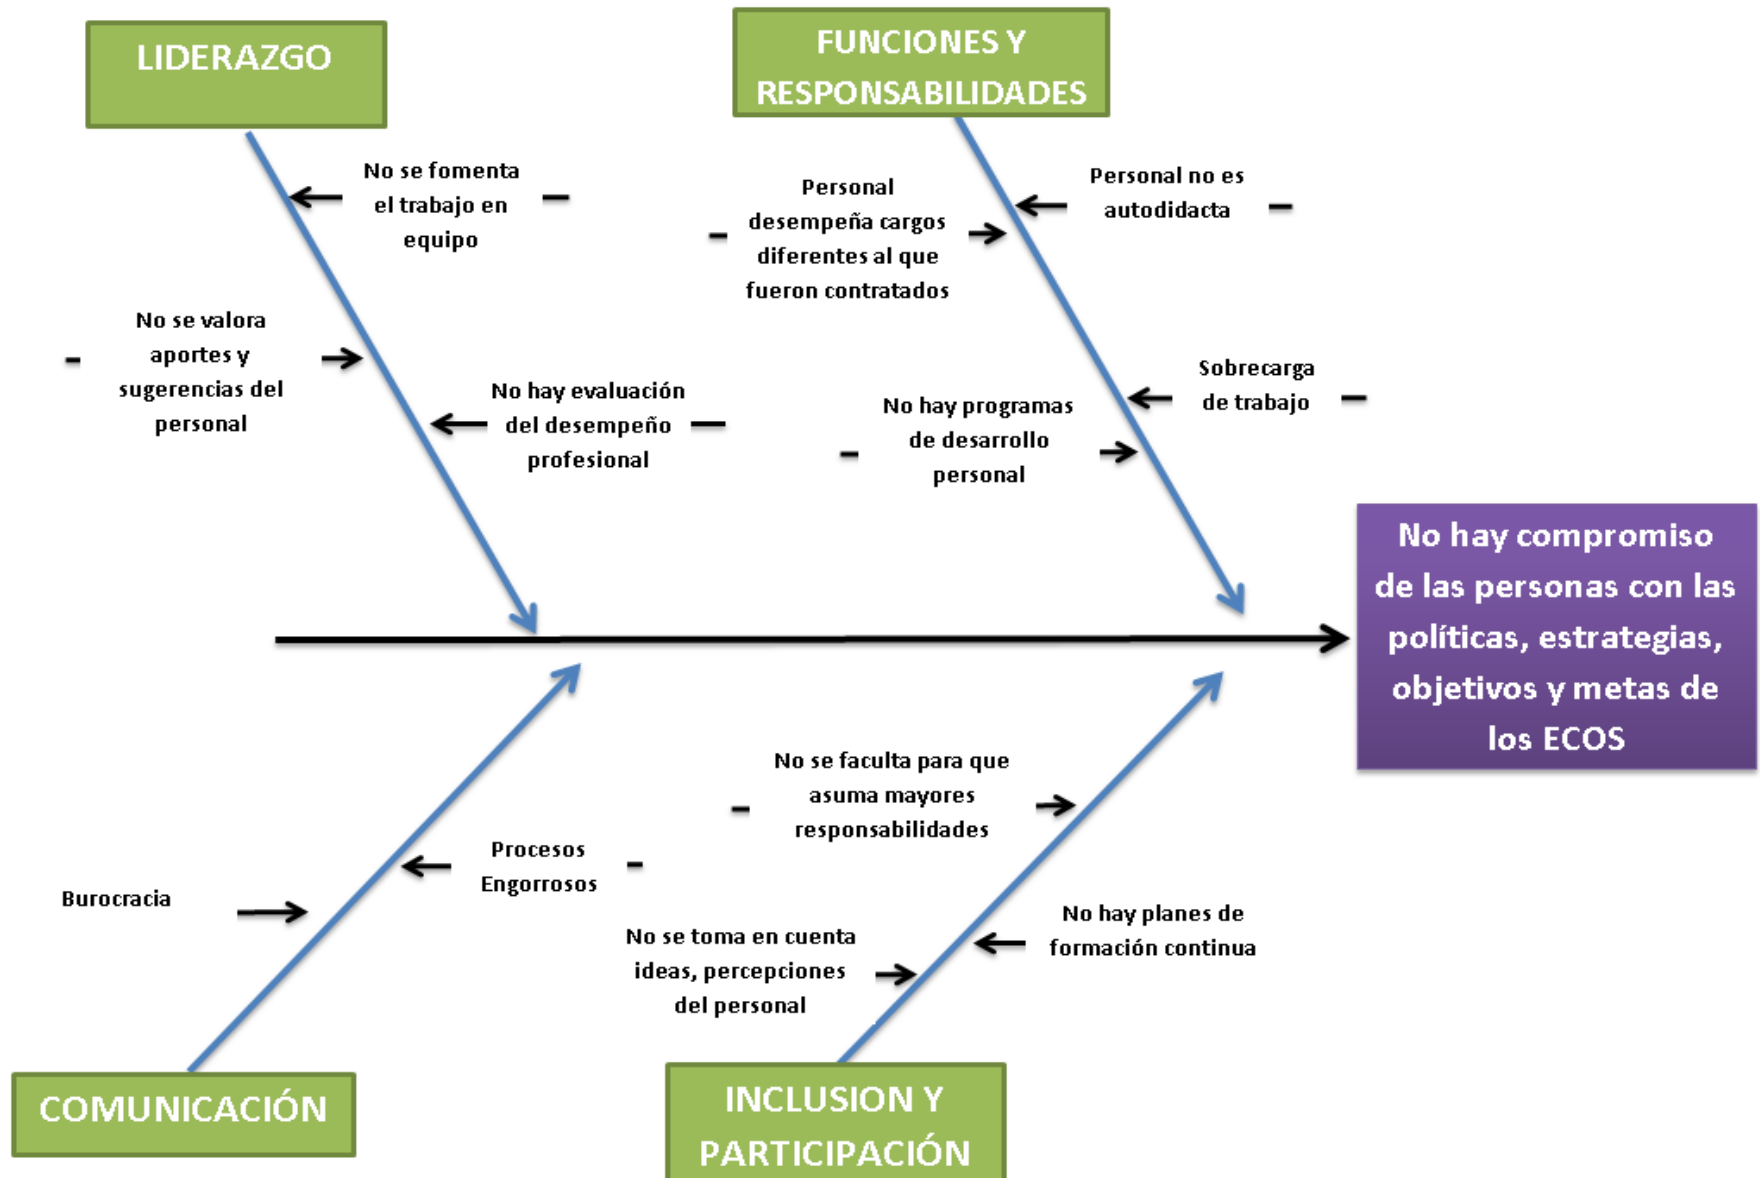 LIDERAZGO
FUNCIONES Y
RESPONSABILIDADES
No se fomenta
el trabajo en
equipo
No se valora
aportes y
sugerencias del
personal
No hay evaluación
del desempeño
profesional
Personal
desempeña cargos
diferentes al que
fueron contratados
Personal no es
autodidacta
No hay programas
de desarrollo
personal
Sobrecarga
de trabajo
No hay compromiso
de las personas con las
políticas, estrategias,
objetivos y metas de
los ECOS
Burocracia
Procesos
Engorrosos
No se faculta para que
asuma mayores
responsabilidades
No se toma en cuenta
ideas, percepciones
del personal
No hay planes de
formación continua
COMUNICACIÓN
INCLUSION Y
PARTICIPACIÓN